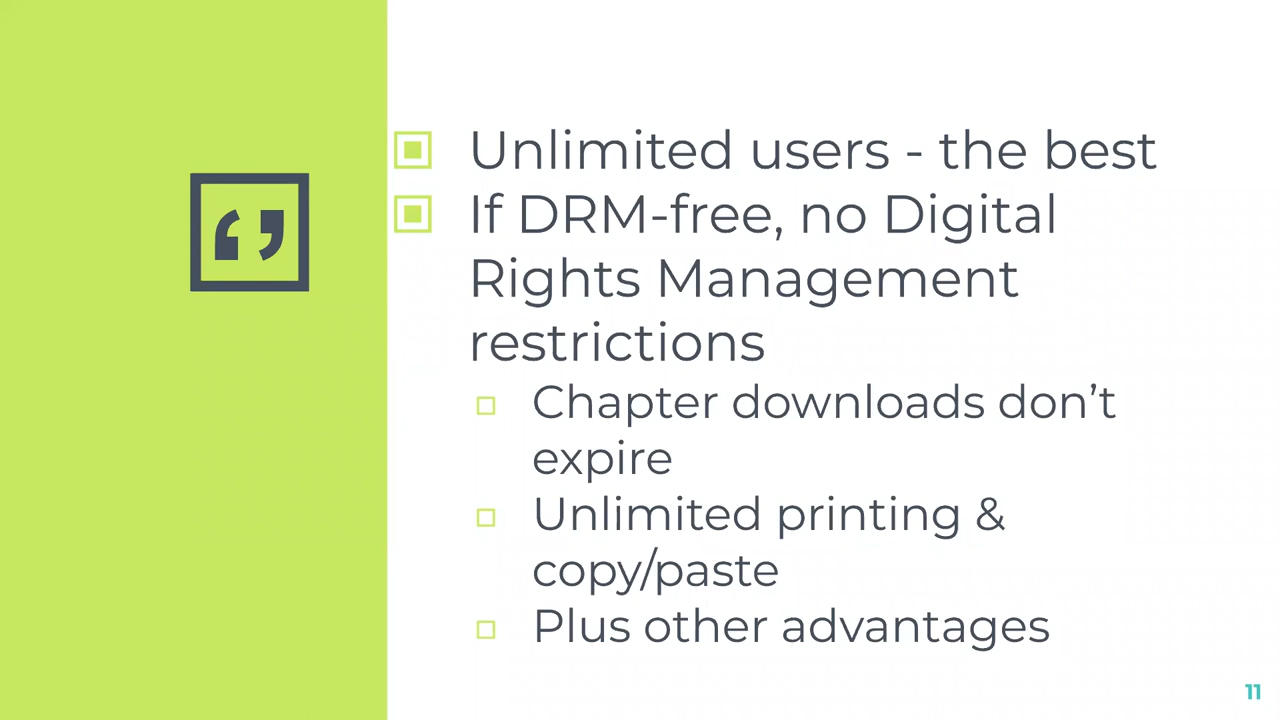 Unlimited users - the best
If DRM-free, no Digital
Rights Management
restrictions
Chapter downloads don’t
expire
Unlimited printing &
copy/paste
Plus other advantages
11